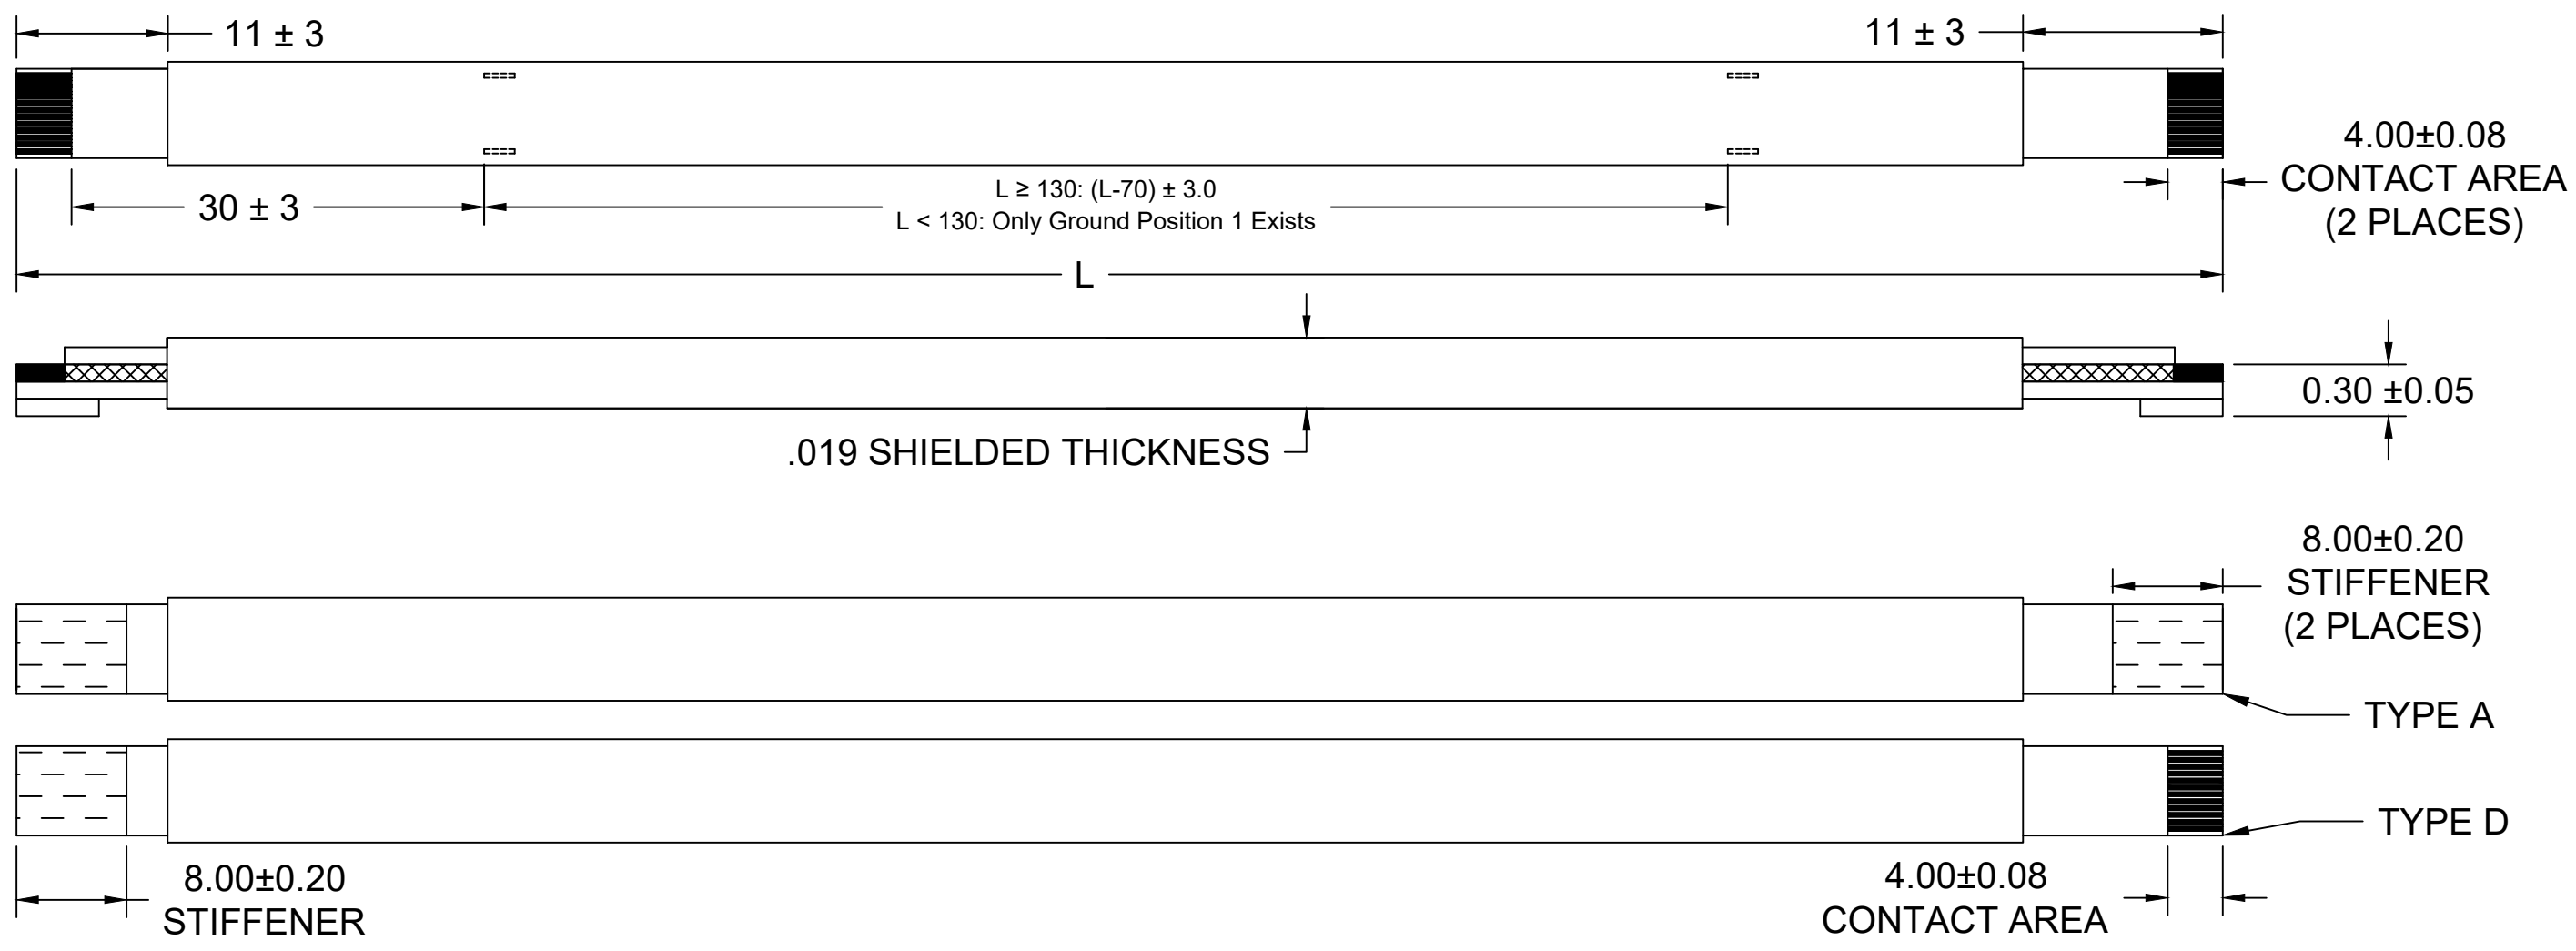 11 ± 3
11 ± 3
4.00±0.08
CONTACT AREA
(2 PLACES)
30 ± 3
L ≥ 130: (L-70) ± 3.0
L < 130: Only Ground Position 1 Exists
L
0.30 ±0.05
.019 SHIELDED THICKNESS
8.00±0.20
STIFFENER
(2 PLACES)
TYPE A
TYPE D
8.00±0.20
STIFFENER
4.00±0.08
CONTACT AREA